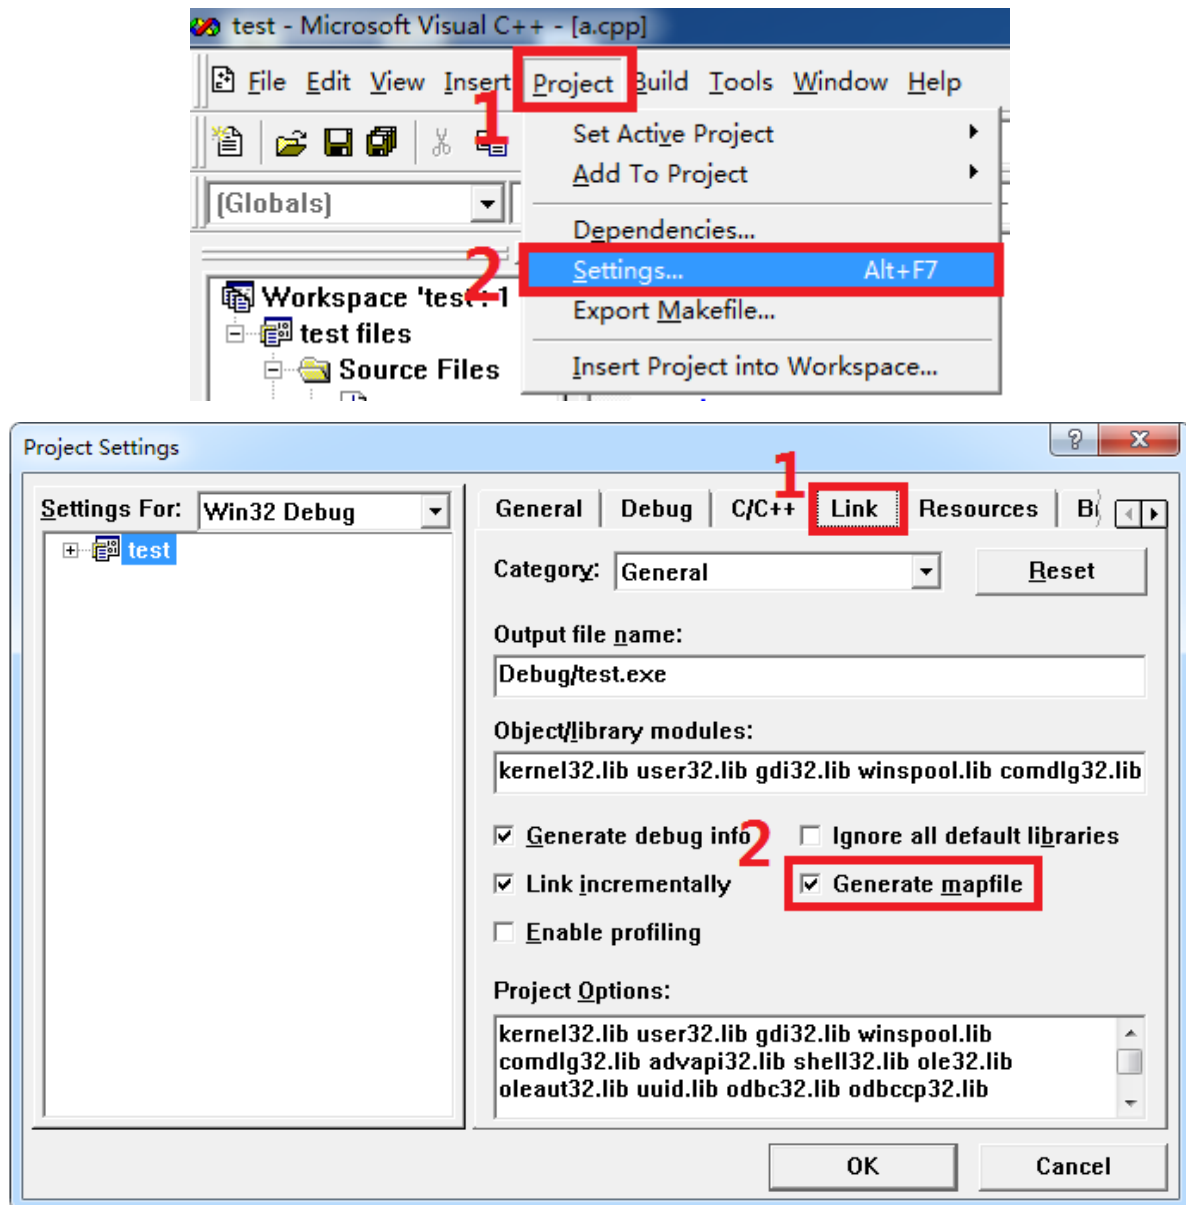 test - Microsoft Visual C++ - [a.cpp]
File Edit View Insert Project Build Tools Window Help
1
Set Active Project
Add To Project
(Globals)
Dependencies...
2
Settings... Alt+F7
Workspace 'test': 1
Export Makefile...
test files
Source Files
Insert Project into Workspace...
Project Settings
1
Settings For: Win32 Debug
General Debug C/C++ Link Resources
test
Category: General Reset
Output file name:
Debug/test.exe
Object/library modules:
kernel32.lib user32.lib gdi32.lib winspool.lib comdlg32.lib
2
Generate debug info Ignore all default libraries
Link incrementally Generate mapfile
Enable profiling
Project Options:
kernel32.lib user32.lib gdi32.lib winspool.lib
comdlg32.lib advapi32.lib shell32.lib ole32.lib
oleaut32.lib uuid.lib odbc32.lib odbccp32.lib
OK Cancel